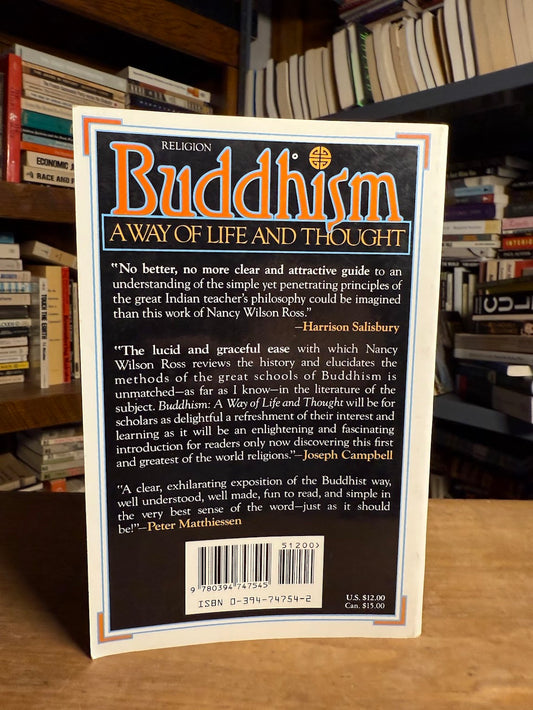 RELIGION
Buddhism
A WAY OF LIFE AND THOUGHT
"No better, no more clear and attractive guide to an
understanding of the simple yet penetrating principles of
the great Indian teacher's philosophy could be imagined
than this work of Nancy Wilson Ross."
—Harrison Salisbury
"The lucid and graceful ease with which Nancy
Wilson Ross reviews the history and elucidates the
methods of the great schools of Buddhism is
unmatched—as far as I know—in the literature of the
subject. Buddhism: A Way of Life and Thought will be for
scholars as delightful a refreshment of their interest and
learning as it will be an enlightening and fascinating
introduction for readers only now discovering this first
and greatest of the world religions."—Joseph Campbell
"A clear, exhilarating exposition of the Buddhist way,
well understood, well made, fun to read, and simple in
the very best sense of the word—just as it should
be!"—Peter Matthiessen
51200>
9 780394 747545
ISBN 0-394-74754-2
U.S. $12.00
Can. $15.00
ECONOMIC
RACE AND
TOUCH THE EARTH